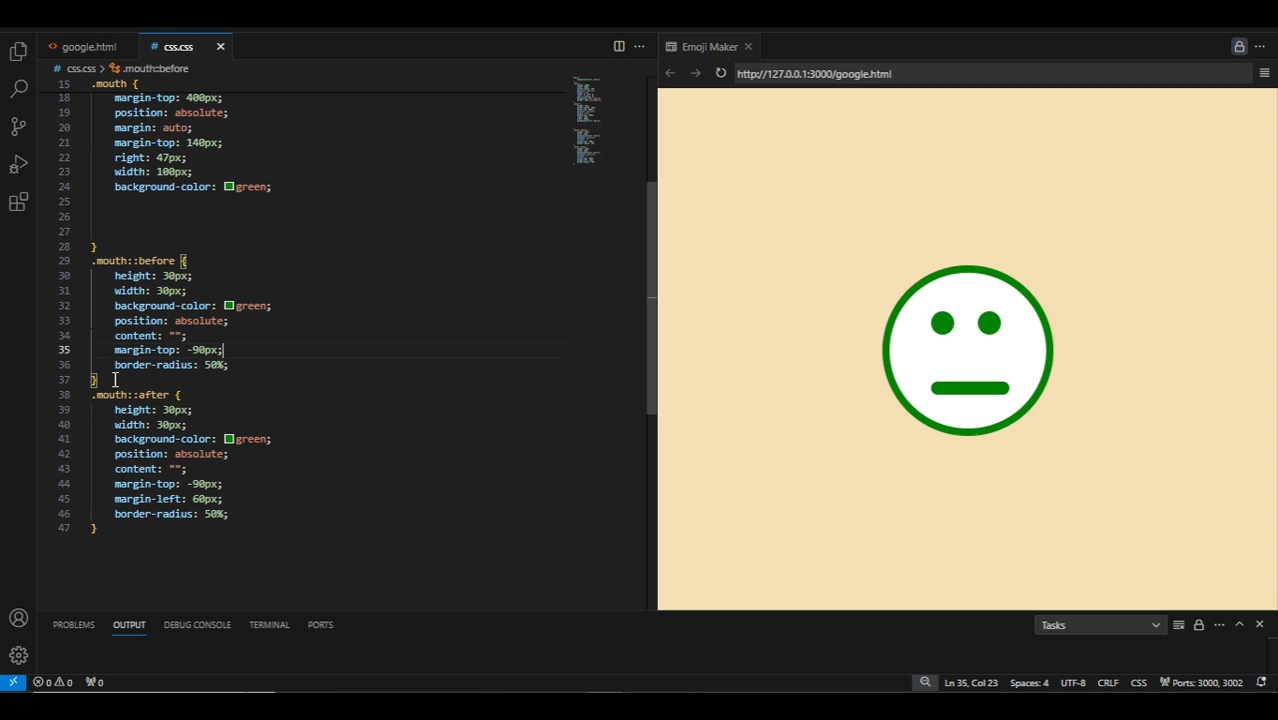 google.html
css.css
Emoji Maker
css.css > .mouth::before
http://127.0.0.1:3000/google.html
15 .mouth {
18 margin-top: 400px;
19 position: absolute;
20 margin: auto;
21 margin-top: 140px;
22 right: 47px;
23 width: 100px;
24 background-color: green;
25
26
27
28 }
29 .mouth::before {
30 height: 30px;
31 width: 30px;
32 background-color: green;
33 position: absolute;
34 content: "";
35 margin-top: -90px;
36 border-radius: 50%;
37 }
38 .mouth::after {
39 height: 30px;
40 width: 30px;
41 background-color: green;
42 position: absolute;
43 content: "";
44 margin-top: -90px;
45 margin-left: 60px;
46 border-radius: 50%;
47 }
PROBLEMS OUTPUT DEBUG CONSOLE TERMINAL PORTS Tasks
0 0 0 Ln 35, Col 23 Spaces: 4 UTF-8 CRLF CSS Ports: 3000, 3002